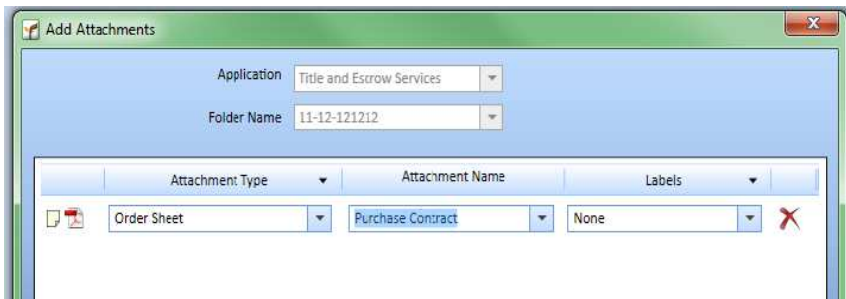 Add Attachments
X
Application Title and Escrow Services
Folder Name 11-12-121212
Attachment Type Attachment Name Labels
Order Sheet Purchase Contract None